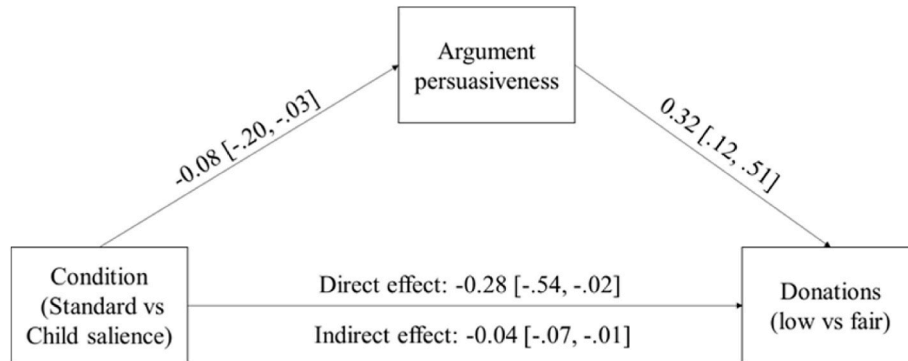 Argument
persuasiveness
-0.08 [-.20, -.03]
0.32 [.12, .51]
Condition
(Standard vs
Child salience)
Direct effect: -0.28 [-.54, -.02]
Indirect effect: -0.04 [-.07, -.01]
Donations
(low vs fair)